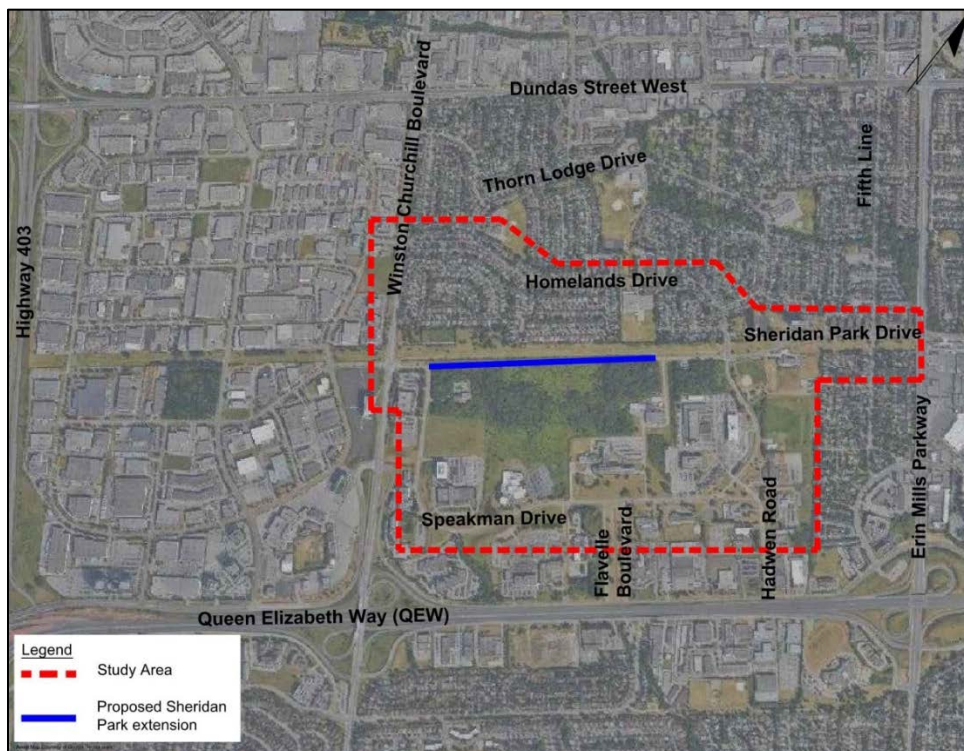 Dundas Street West
Winston Churchill Boulevard
Thorn Lodge Drive
Fifth Line
Highway 403
Homelands Drive
Sheridan Park Drive
Erin Mills Parkway
Speakman Drive
Flavelle
Boulevard
Hadwen Road
Queen Elizabeth Way (QEW)
Legend
Study Area
Proposed Sheridan
Park extension